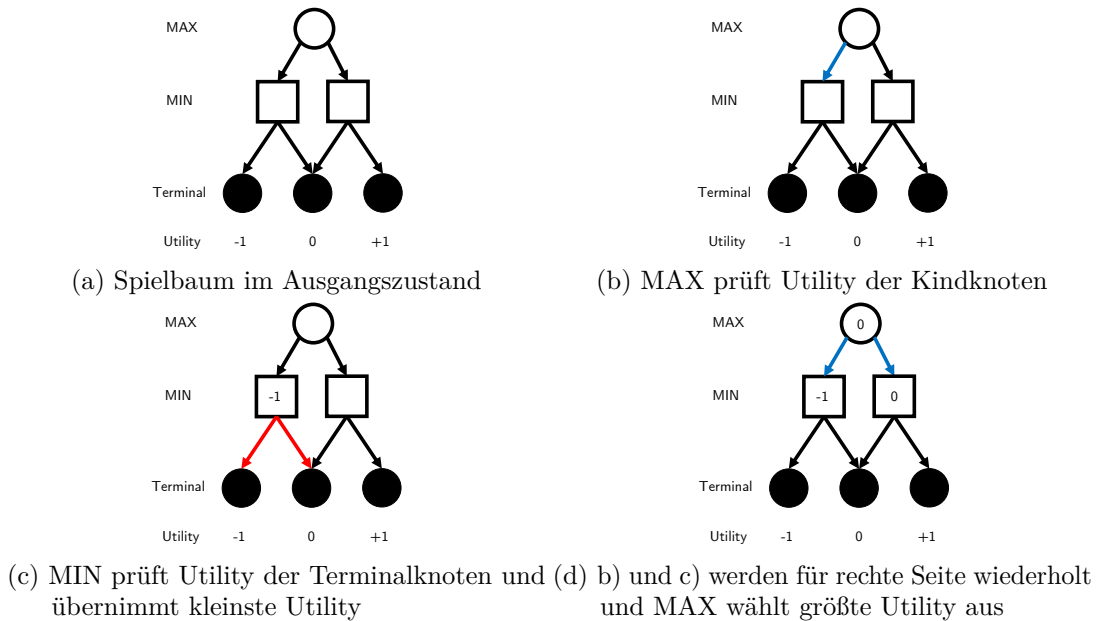 MAX
MIN
Terminal
Utility -1 0 +1
(a) Spielbaum im Ausgangszustand
MAX
MIN
Terminal
Utility -1 0 +1
(b) MAX prüft Utility der Kindknoten
MAX
MIN -1
Terminal
Utility -1 0 +1
(c) MIN prüft Utility der Terminalknoten und
übernimmt kleinste Utility
MAX 0
MIN -1 0
Terminal
Utility -1 0 +1
(d) b) und c) werden für rechte Seite wiederholt
und MAX wählt größte Utility aus